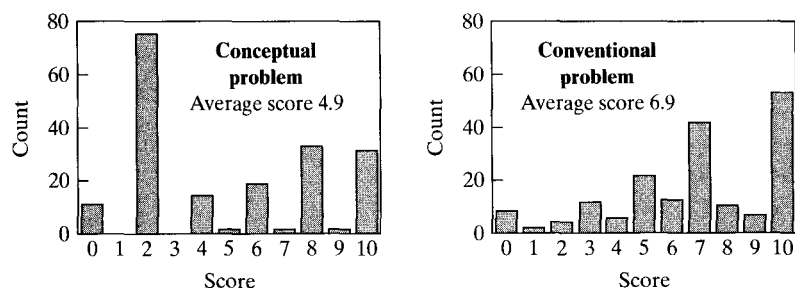 80
60
40
20
0
Count
Conceptual
problem
Average score 4.9
0 1 2 3 4 5 6 7 8 9 10
Score
80
60
40
20
0
Count
Conventional
problem
Average score 6.9
0 1 2 3 4 5 6 7 8 9 10
Score